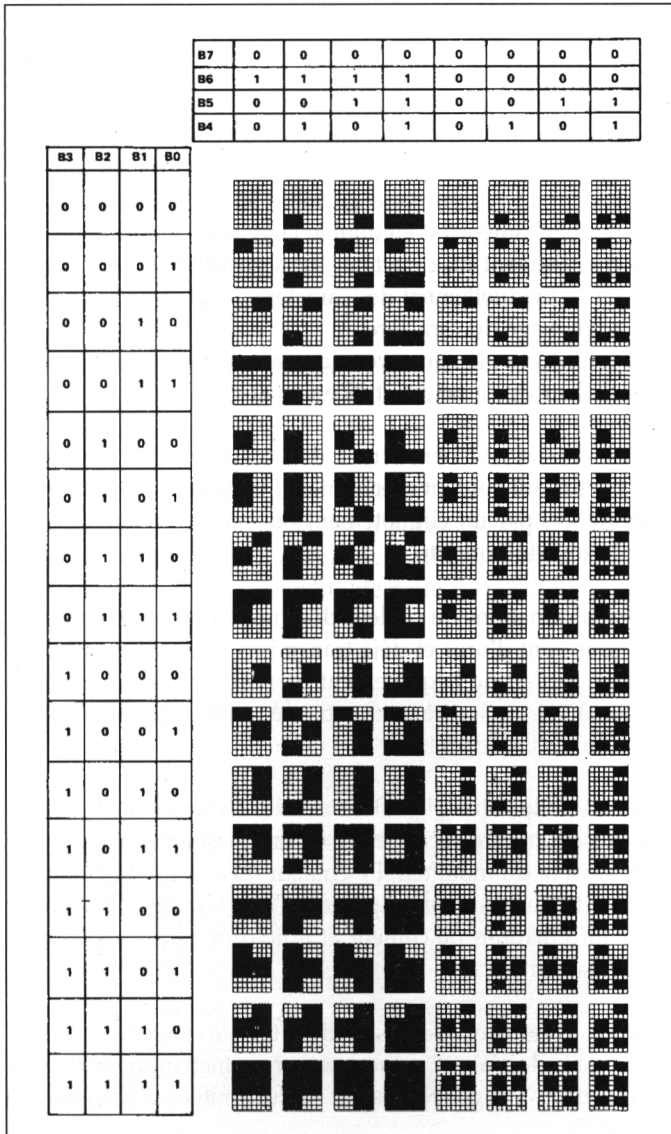 B7 0 0 0 0 0 0 0 0
B6 1 1 1 1 0 0 0 0
B5 0 0 1 1 0 0 1 1
B4 0 1 0 1 0 1 0 1
B3 B2 B1 B0
0 0 0 0
0 0 0 1
0 0 1 0
0 0 1 1
0 1 0 0
0 1 0 1
0 1 1 0
0 1 1 1
1 0 0 0
1 0 0 1
1 0 1 0
1 0 1 1
1 1 0 0
1 1 0 1
1 1 1 0
1 1 1 1